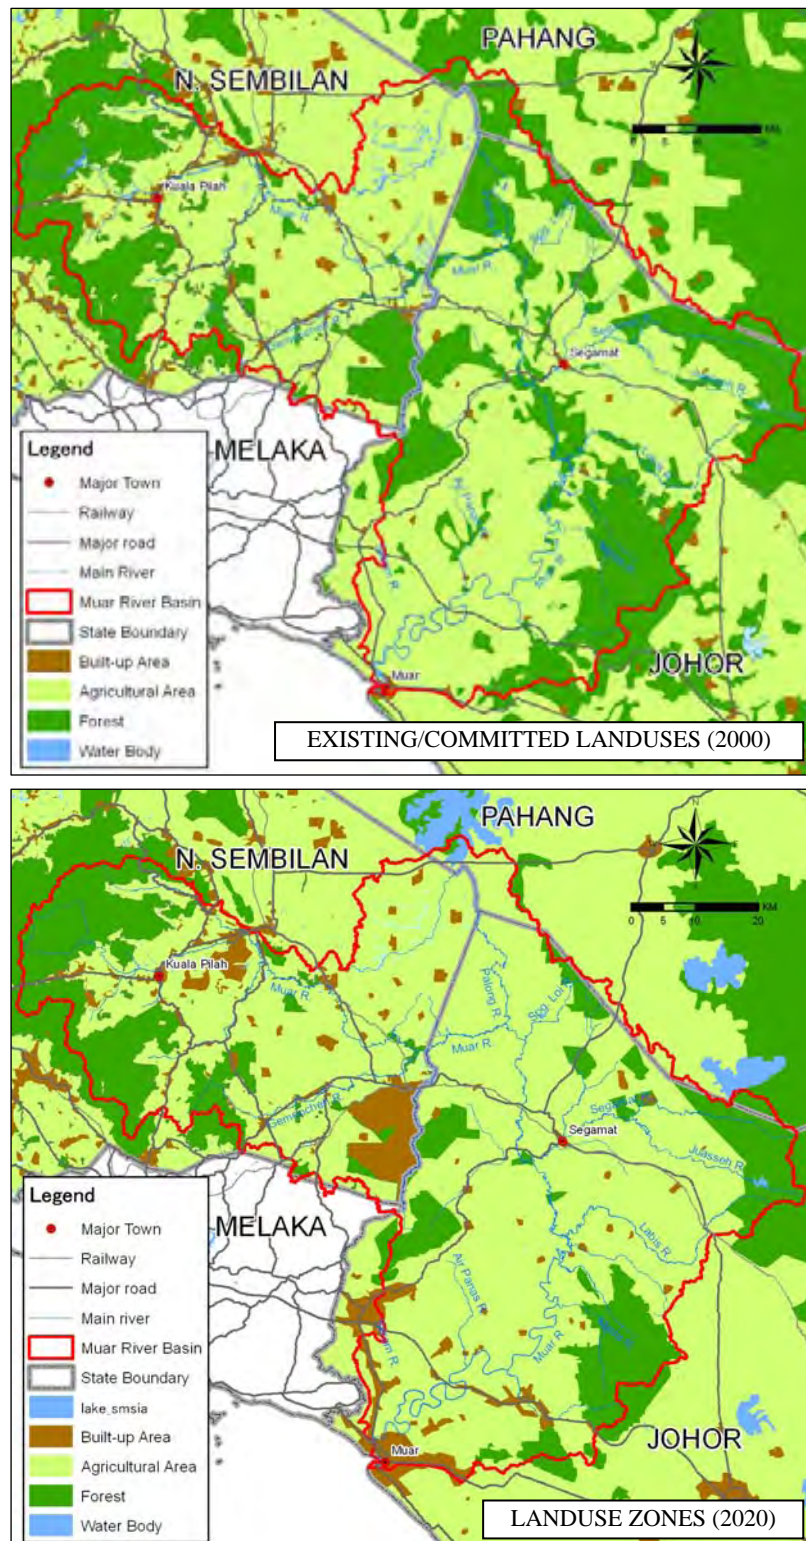 PAHANG
N. SEMBILAN
Kuala Pilah
Muar R.
Muar R.
Segamat
MELAKA
Muar
JOHOR
Legend
Major Town
Railway
Major road
Main River
Muar River Basin
State Boundary
Built-up Area
Agricultural Area
Forest
Water Body
EXISTING/COMMITTED LANDUSES (2000)
PAHANG
N. SEMBILAN
N
KM
0 5 10 20
Kuala Pilah
Muar R.
Palong R.
Muar R.
Segamat
Juasseh R.
MELAKA
Labis R.
Air Panas R.
Muar R.
Muar
JOHOR
Legend
Major Town
Railway
Major road
Main river
Muar River Basin
State Boundary
lake_smsia
Built-up Area
Agricultural Area
Forest
Water Body
LANDUSE ZONES (2020)